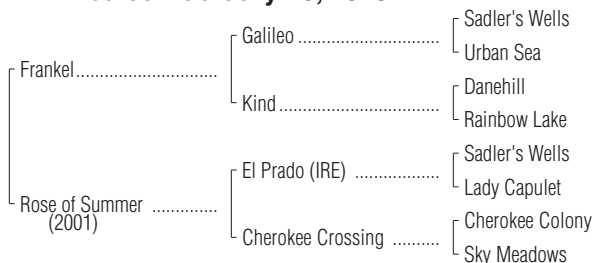 Sadler's Wells
Galileo ................................
Urban Sea
Frankel................................
Danehill
Kind....................................
Rainbow Lake
Sadler's Wells
El Prado (IRE) ...................
Lady Capulet
Rose of Summer ...............
(2001)
Cherokee Colony
Cherokee Crossing ..........
Sky Meadows